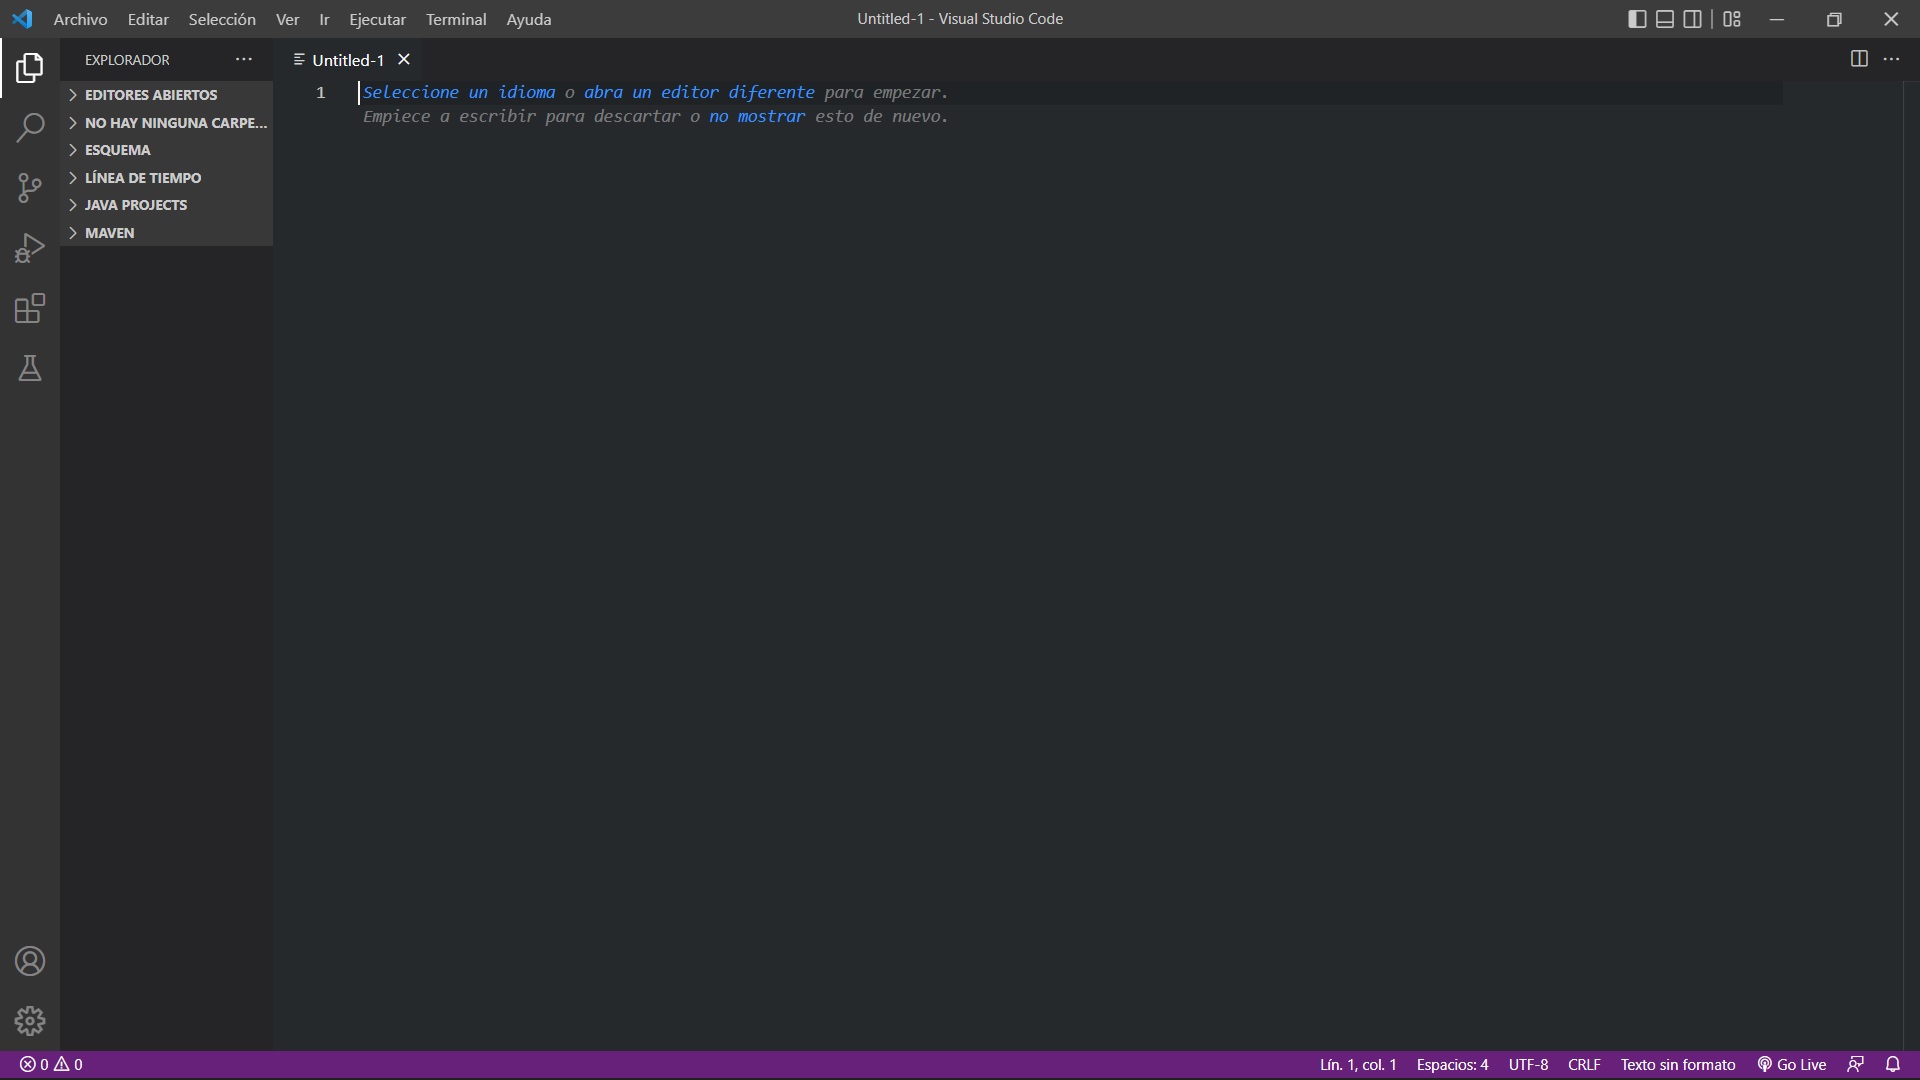 Archivo Editar Selección Ver Ir Ejecutar Terminal Ayuda
Untitled-1 - Visual Studio Code
EXPLORADOR
EDITORES ABIERTOS
NO HAY NINGUNA CARPE...
ESQUEMA
LÍNEA DE TIEMPO
JAVA PROJECTS
MAVEN
Untitled-1
1
Seleccione un idioma o abra un editor diferente para empezar.
Empiece a escribir para descartar o no mostrar esto de nuevo.
0 0
Lín. 1, col. 1 Espacios: 4 UTF-8 CRLF Texto sin formato Go Live